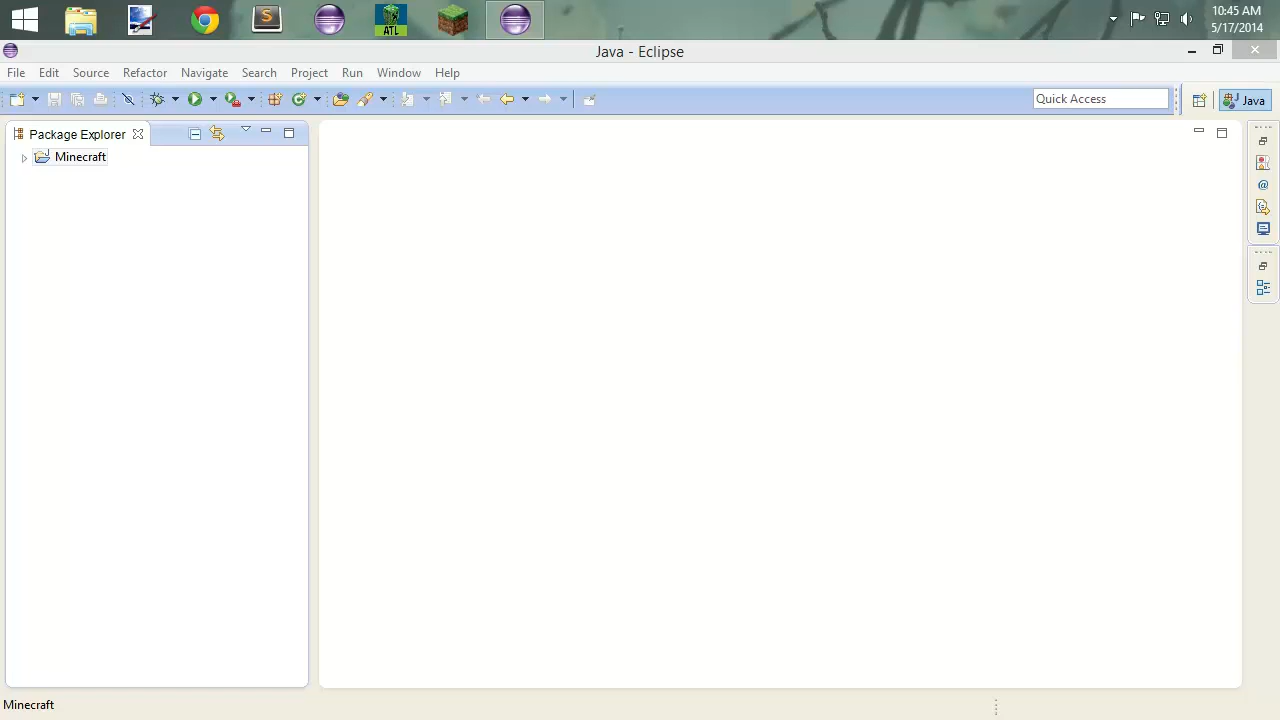 10:45 AM
5/17/2014
S
ATL
Java - Eclipse
File Edit Source Refactor Navigate Search Project Run Window Help
Quick Access
Java
Package Explorer
Minecraft
@
Minecraft